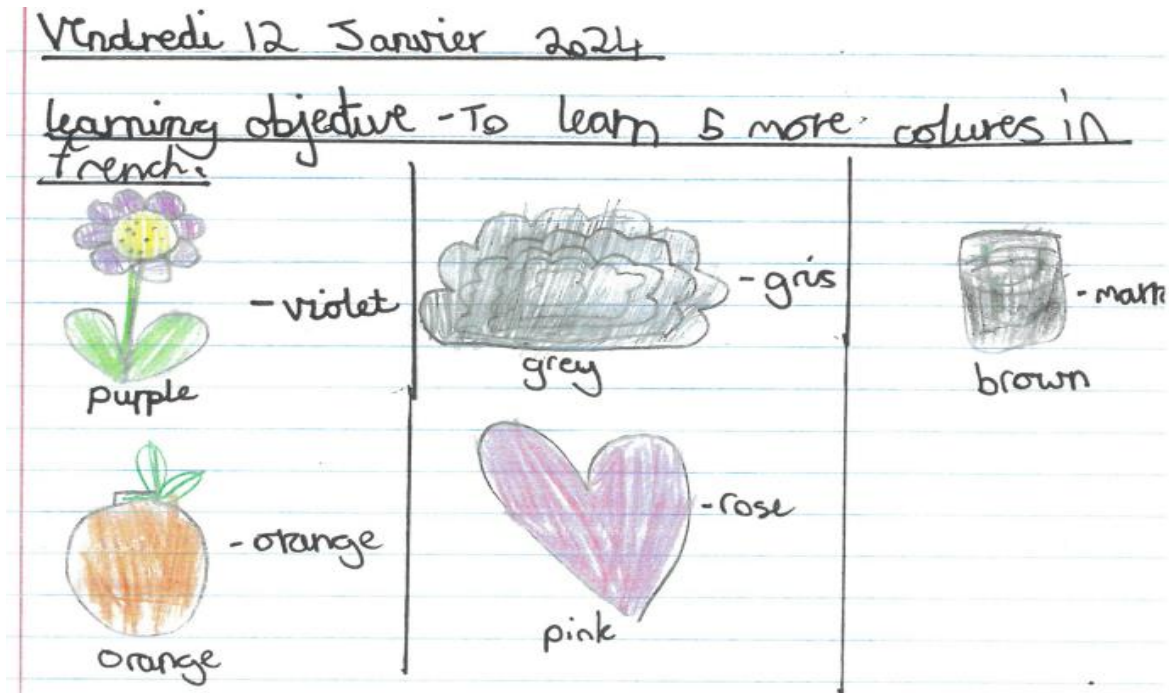 Vendredi 12 Janvier 2024
Learning objective - To learn 5 more colures in
french.
- violet
purple
- gris
grey
brown
- orange
orange
- rose
pink